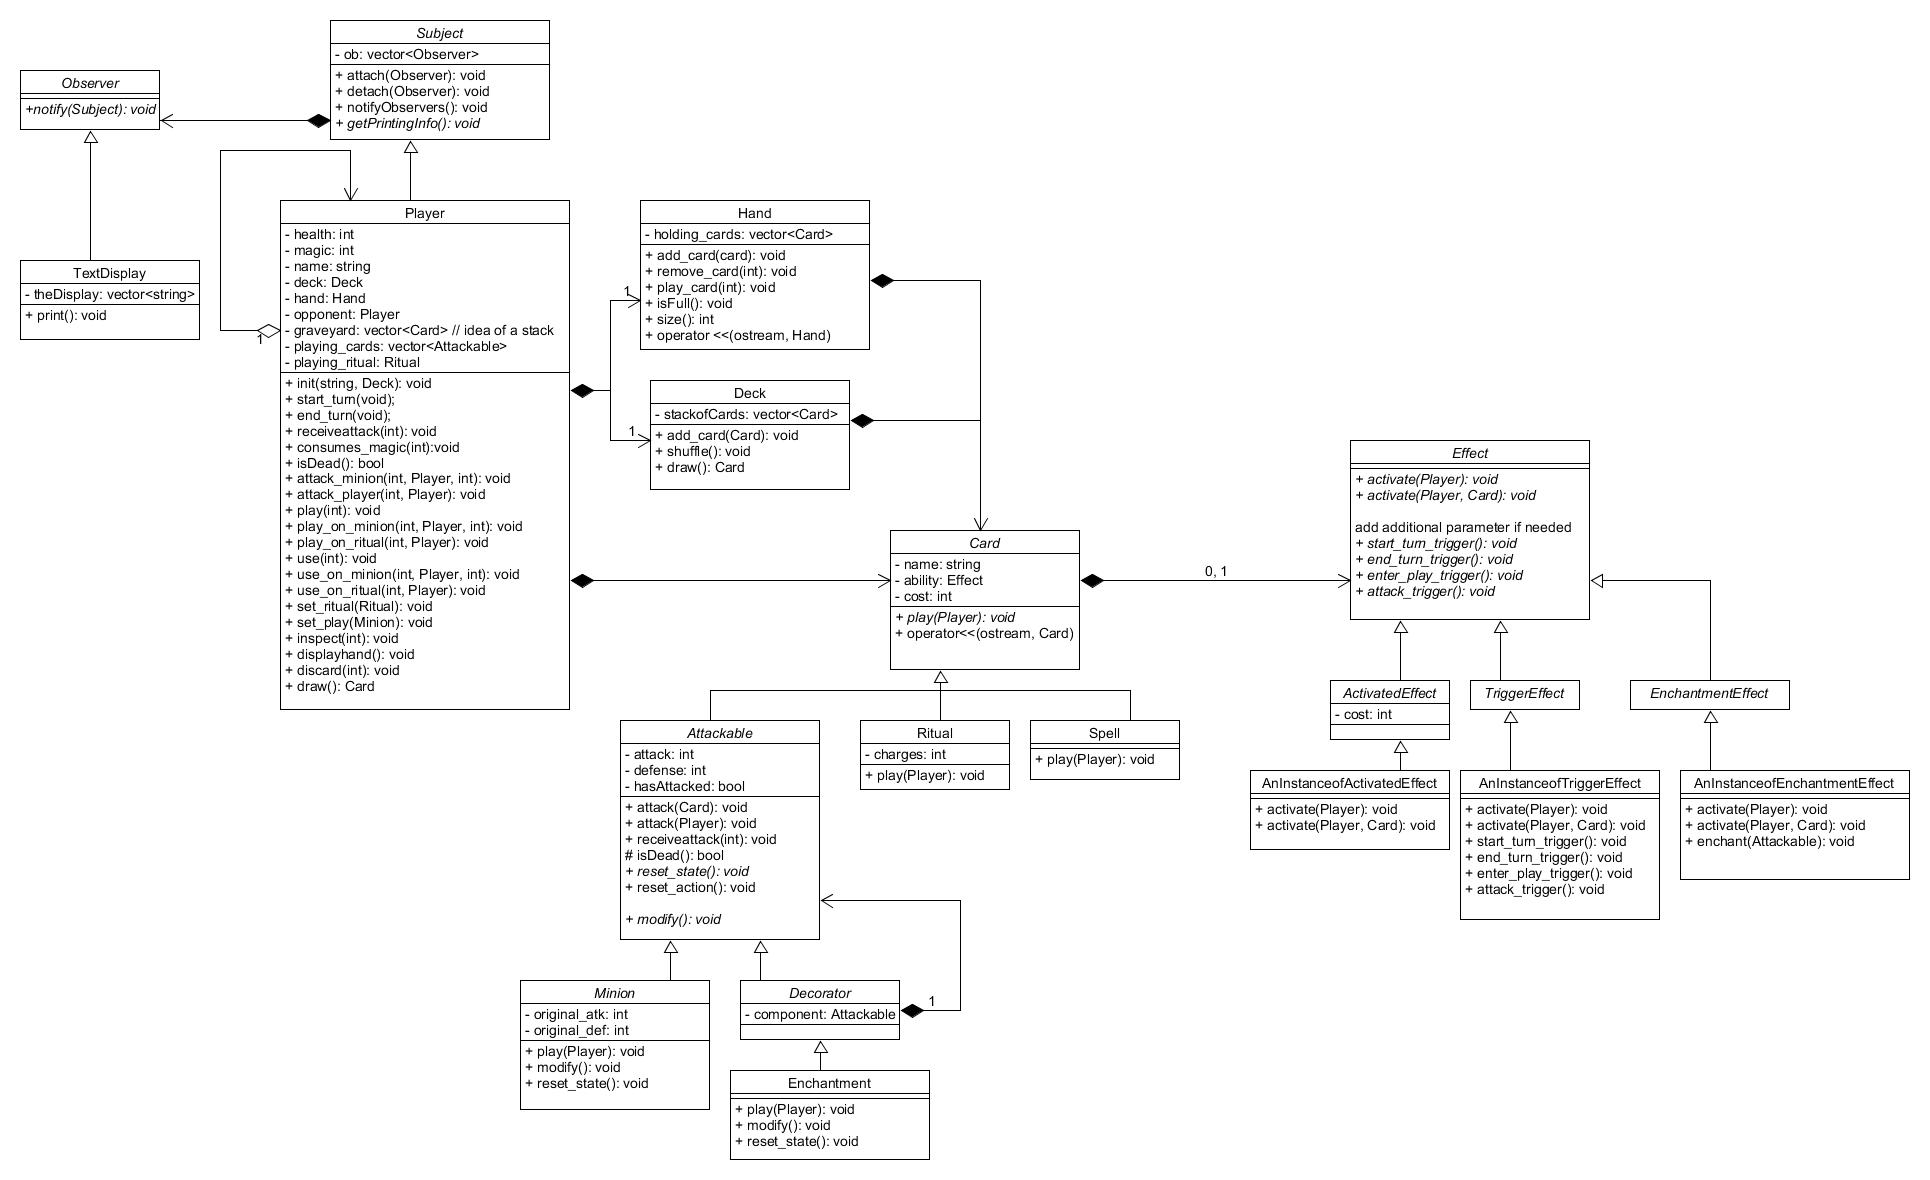 Subject
- ob: vector<Observer>
+ attach(Observer): void
+ detach(Observer): void
+ notifyObservers(): void
+ getPrintingInfo(): void
Observer
+notify(Subject): void
TextDisplay
- theDisplay: vector<string>
+ print(): void
Player
- health: int
- magic: int
- name: string
- deck: Deck
- hand: Hand
- opponent: Player
- graveyard: vector<Card> // idea of a stack
- playing_cards: vector<Attackable>
- playing_ritual: Ritual
+ init(string, Deck): void
+ start_turn(void);
+ end_turn(void);
+ receiveattack(int): void
+ consumes_magic(int):void
+ isDead(): bool
+ attack_minion(int, Player, int): void
+ attack_player(int, Player): void
+ play(int): void
+ play_on_minion(int, Player, int): void
+ play_on_ritual(int, Player): void
+ use(int): void
+ use_on_minion(int, Player, int): void
+ use_on_ritual(int, Player): void
+ set_ritual(Ritual): void
+ set_play(Minion): void
+ inspect(int): void
+ displayhand(): void
+ discard(int): void
+ draw(): Card
1
1
1
Hand
- holding_cards: vector<Card>
+ add_card(card): void
+ remove_card(int): void
+ play_card(int): void
+ isFull(): void
+ size(): int
+ operator <<(ostream, Hand)
Deck
- stackofCards: vector<Card>
+ add_card(Card): void
+ shuffle(): void
+ draw(): Card
Card
- name: string
- ability: Effect
- cost: int
+ play(Player): void
+ operator<<(ostream, Card)
0, 1
Effect
+ activate(Player): void
+ activate(Player, Card): void
add additional parameter if needed
+ start_turn_trigger(): void
+ end_turn_trigger(): void
+ enter_play_trigger(): void
+ attack_trigger(): void
ActivatedEffect
- cost: int
TriggerEffect
EnchantmentEffect
AnInstanceofActivatedEffect
+ activate(Player): void
+ activate(Player, Card): void
AnInstanceofTriggerEffect
+ activate(Player): void
+ activate(Player, Card): void
+ start_turn_trigger(): void
+ end_turn_trigger(): void
+ enter_play_trigger(): void
+ attack_trigger(): void
AnInstanceofEnchantmentEffect
+ activate(Player): void
+ activate(Player, Card): void
+ enchant(Attackable): void
Attackable
- attack: int
- defense: int
- hasAttacked: bool
+ attack(Card): void
+ attack(Player): void
+ receiveattack(int): void
# isDead(): bool
+ reset_state(): void
+ reset_action(): void
+ modify(): void
Ritual
- charges: int
+ play(Player): void
Spell
+ play(Player): void
Minion
- original_atk: int
- original_def: int
+ play(Player): void
+ modify(): void
+ reset_state(): void
Decorator
- component: Attackable
1
Enchantment
+ play(Player): void
+ modify(): void
+ reset_state(): void